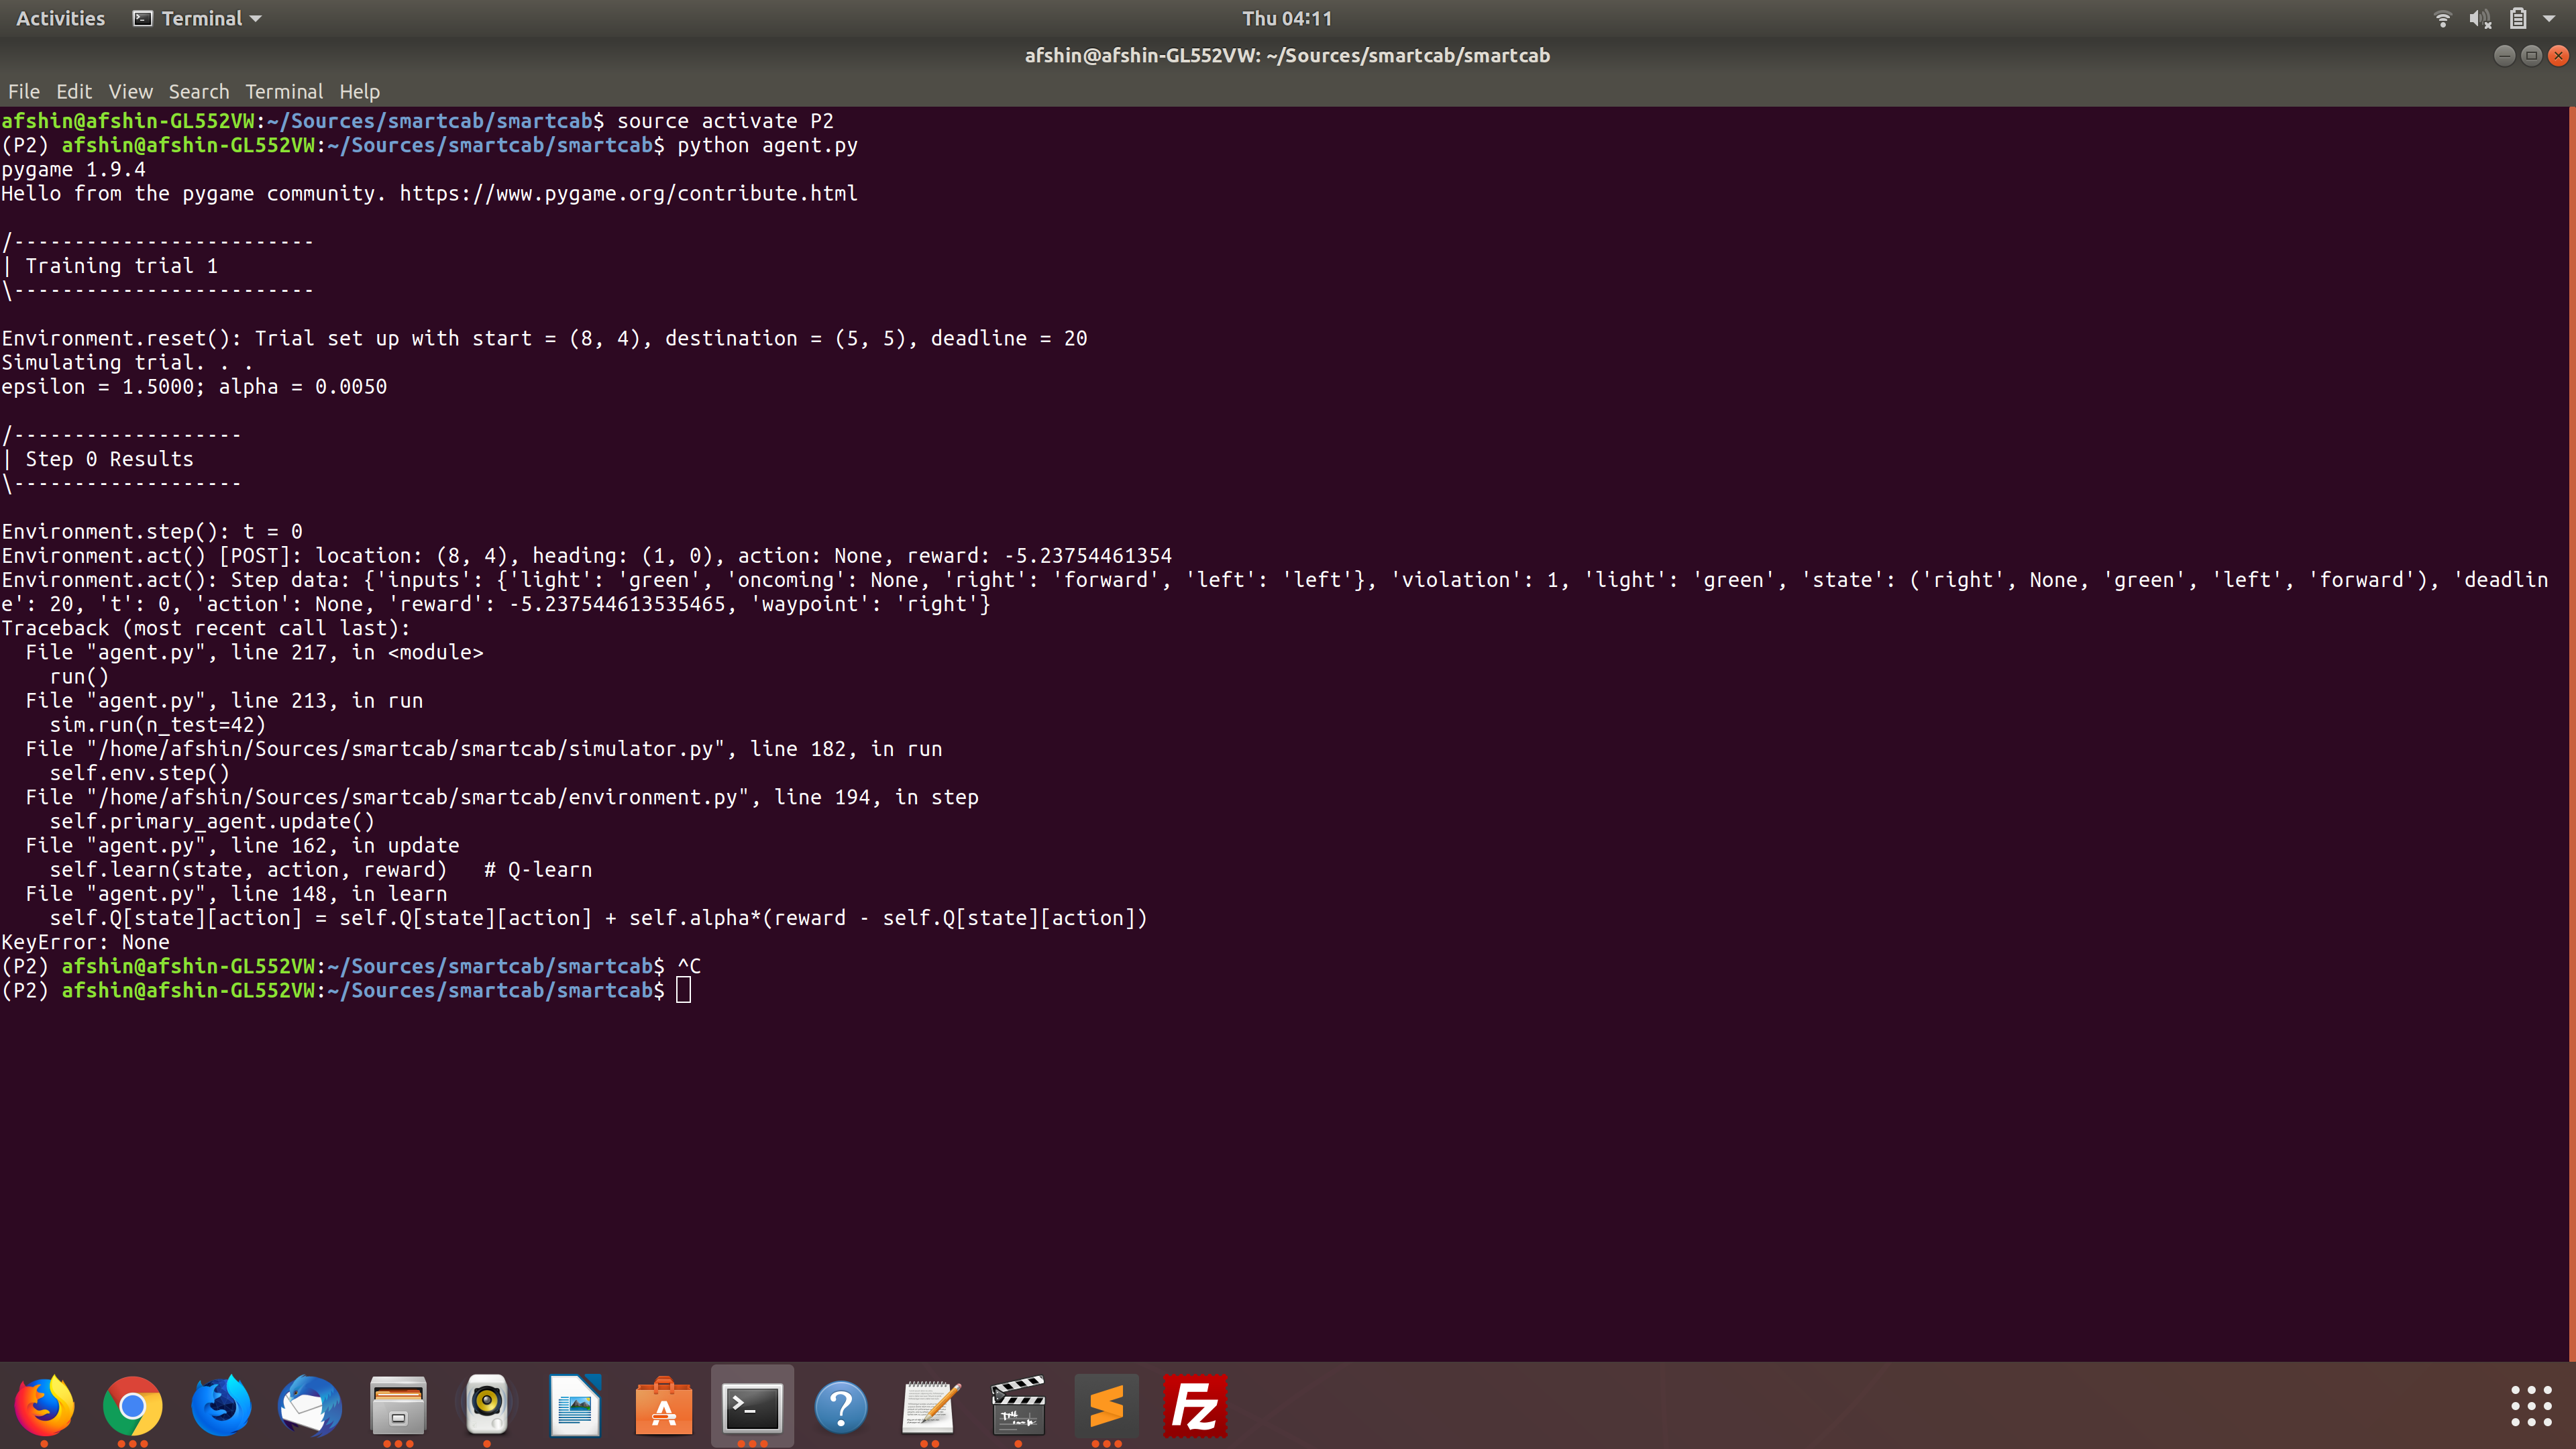 Activities Terminal Thu 04:11
afshin@afshin-GL552VW: ~/Sources/smartcab/smartcab
File Edit View Search Terminal Help
afshin@afshin-GL552VW:~/Sources/smartcab/smartcab$ source activate P2
(P2) afshin@afshin-GL552VW:~/Sources/smartcab/smartcab$ python agent.py
pygame 1.9.4
Hello from the pygame community. https://www.pygame.org/contribute.html
/-------------------------
| Training trial 1
\-------------------------
Environment.reset(): Trial set up with start = (8, 4), destination = (5, 5), deadline = 20
Simulating trial. . .
epsilon = 1.5000; alpha = 0.0050
/-------------------
| Step 0 Results
\-------------------
Environment.step(): t = 0
Environment.act() [POST]: location: (8, 4), heading: (1, 0), action: None, reward: -5.23754461354
Environment.act(): Step data: {'inputs': {'light': 'green', 'oncoming': None, 'right': 'forward', 'left': 'left'}, 'violation': 1, 'light': 'green', 'state': ('right', None, 'green', 'left', 'forward'), 'deadlin
e': 20, 't': 0, 'action': None, 'reward': -5.237544613535465, 'waypoint': 'right'}
Traceback (most recent call last):
  File "agent.py", line 217, in <module>
    run()
  File "agent.py", line 213, in run
    sim.run(n_test=42)
  File "/home/afshin/Sources/smartcab/smartcab/simulator.py", line 182, in run
    self.env.step()
  File "/home/afshin/Sources/smartcab/smartcab/environment.py", line 194, in step
    self.primary_agent.update()
  File "agent.py", line 162, in update
    self.learn(state, action, reward)   # Q-learn
  File "agent.py", line 148, in learn
    self.Q[state][action] = self.Q[state][action] + self.alpha*(reward - self.Q[state][action])
KeyError: None
(P2) afshin@afshin-GL552VW:~/Sources/smartcab/smartcab$ ^C
(P2) afshin@afshin-GL552VW:~/Sources/smartcab/smartcab$